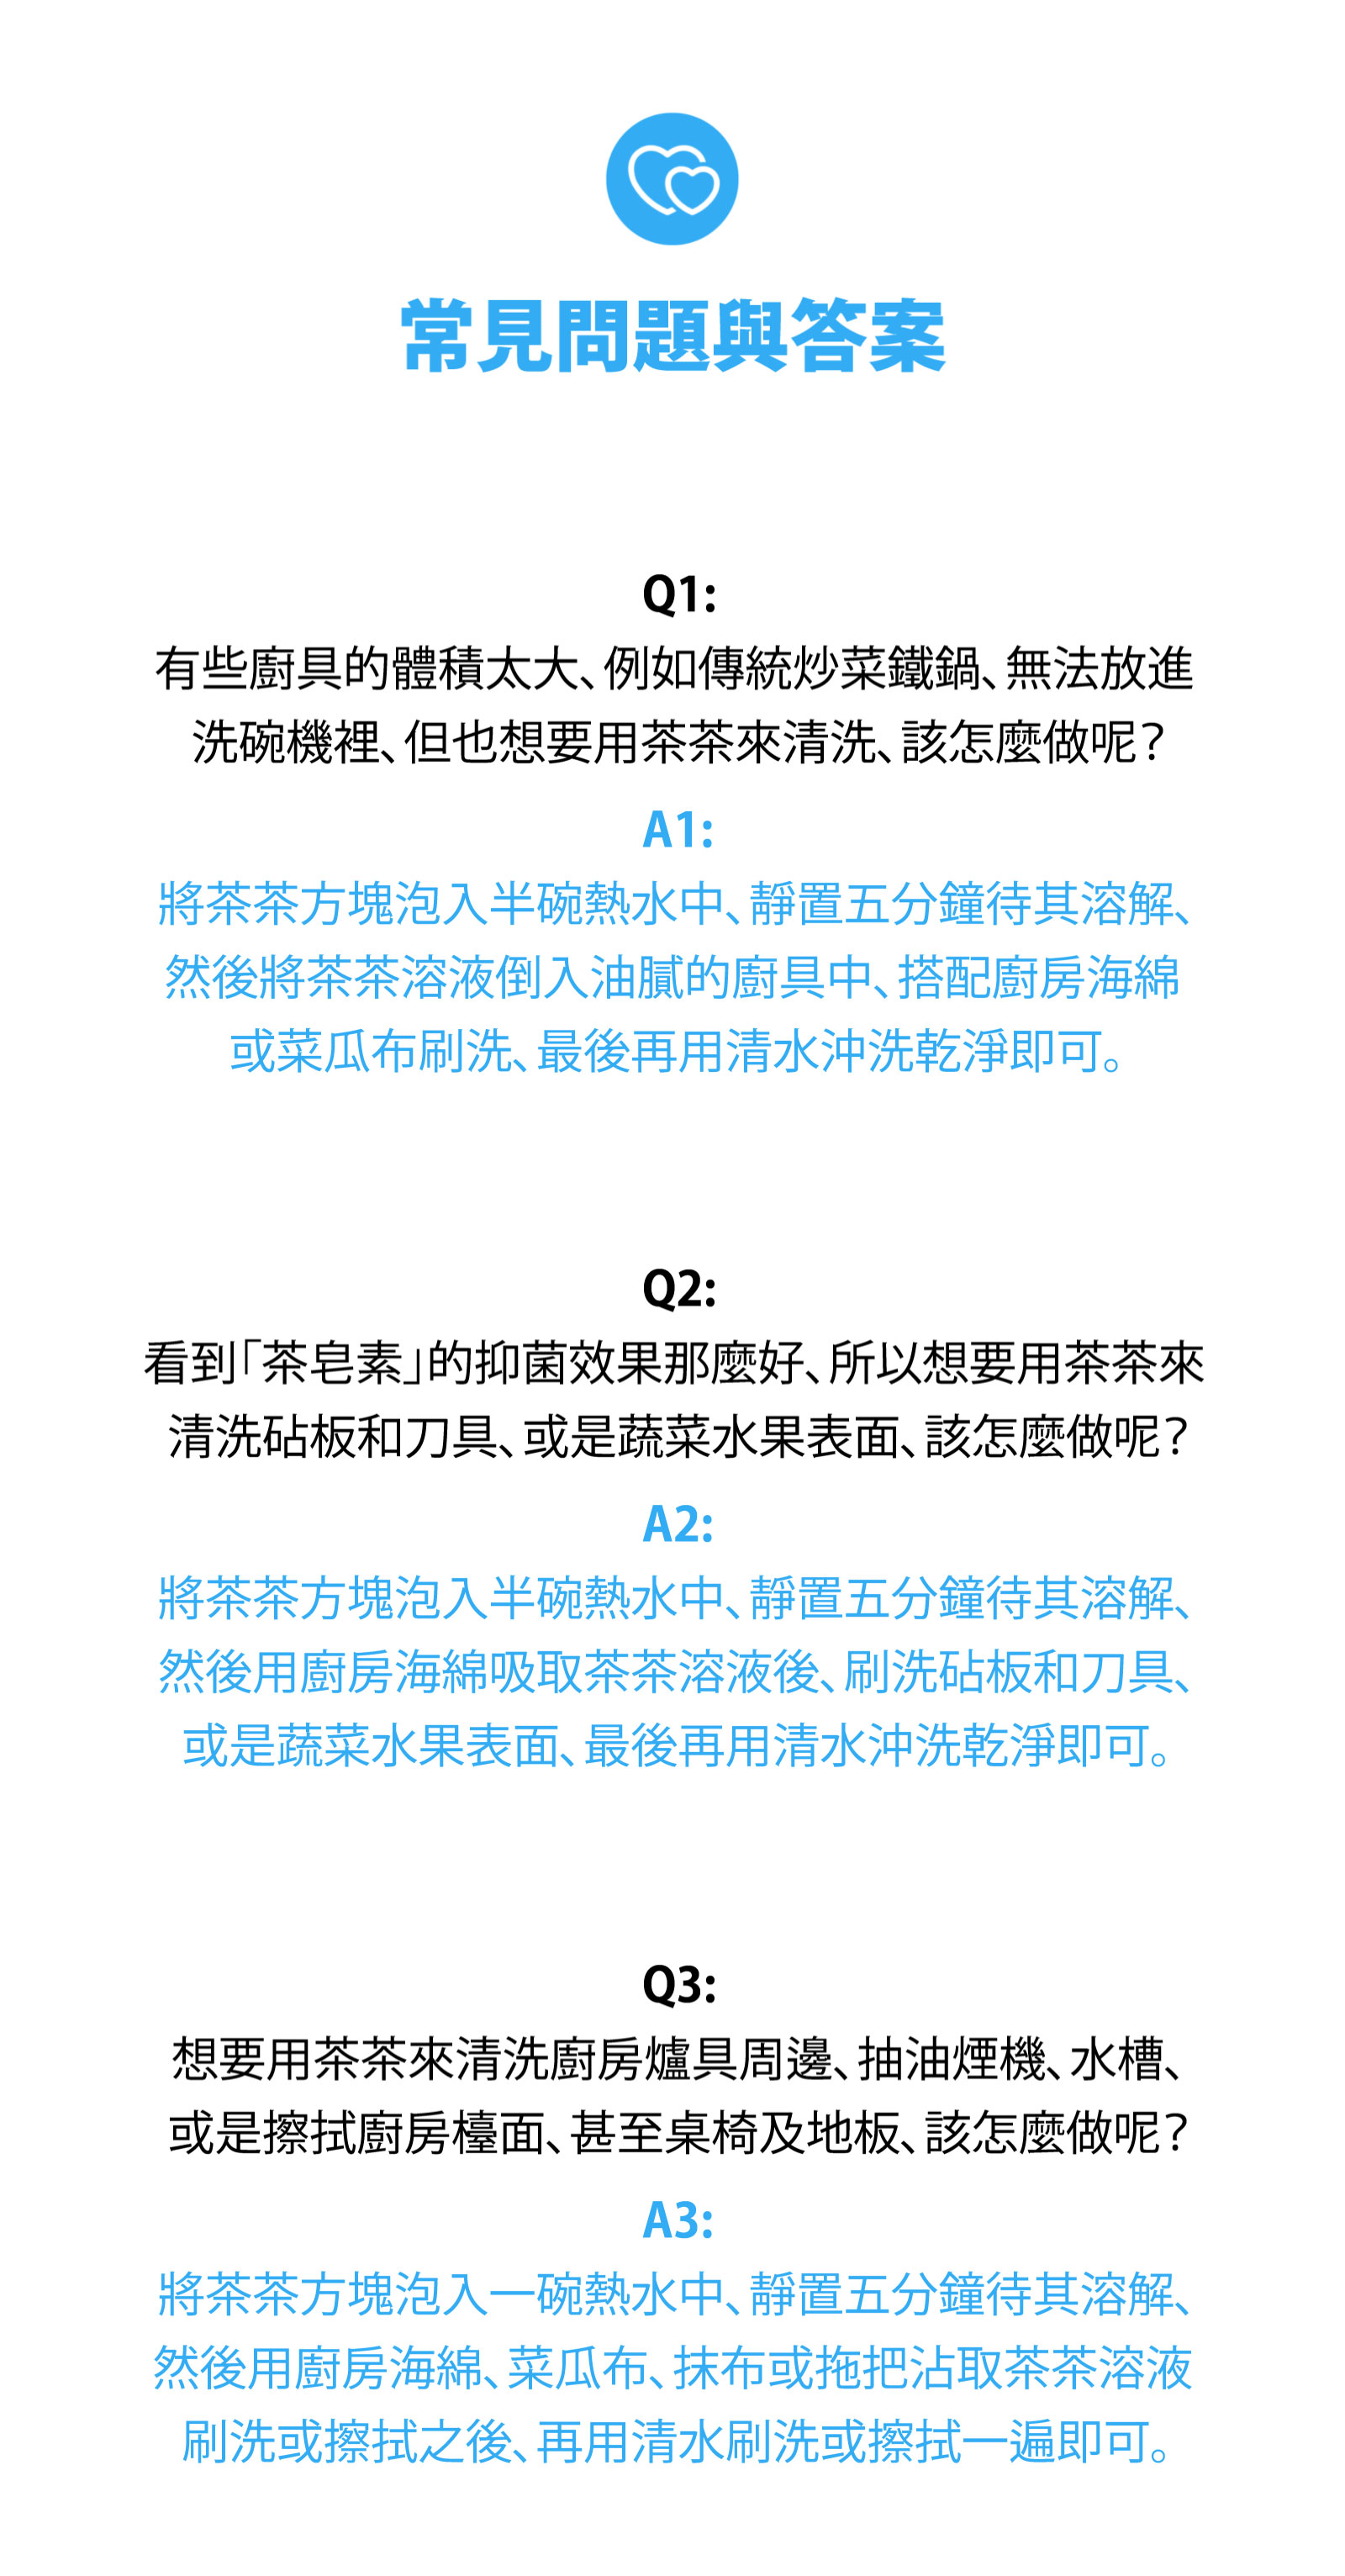 常見問題與答案
Q1:
有些廚具的體積太大、例如傳統炒菜鐵鍋、無法放進
洗碗機裡、但也想要用茶茶來清洗、該怎麼做呢？
A1:
將茶茶方塊泡入半碗熱水中、靜置五分鐘待其溶解、
然後將茶茶溶液倒入油膩的廚具中、搭配廚房海綿
或菜瓜布刷洗、最後再用清水沖洗乾淨即可。
Q2:
看到「茶皂素」的抑菌效果那麼好、所以想要用茶茶來
清洗砧板和刀具、或是蔬菜水果表面、該怎麼做呢？
A2:
將茶茶方塊泡入半碗熱水中、靜置五分鐘待其溶解、
然後用廚房海綿吸取茶茶溶液後、刷洗砧板和刀具、
或是蔬菜水果表面、最後再用清水沖洗乾淨即可。
Q3:
想要用茶茶來清洗廚房爐具周邊、抽油煙機、水槽、
或是擦拭廚房檯面、甚至桌椅及地板、該怎麼做呢？
A3:
將茶茶方塊泡入一碗熱水中、靜置五分鐘待其溶解、
然後用廚房海綿、菜瓜布、抹布或拖把沾取茶茶溶液
刷洗或擦拭之後、再用清水刷洗或擦拭一遍即可。